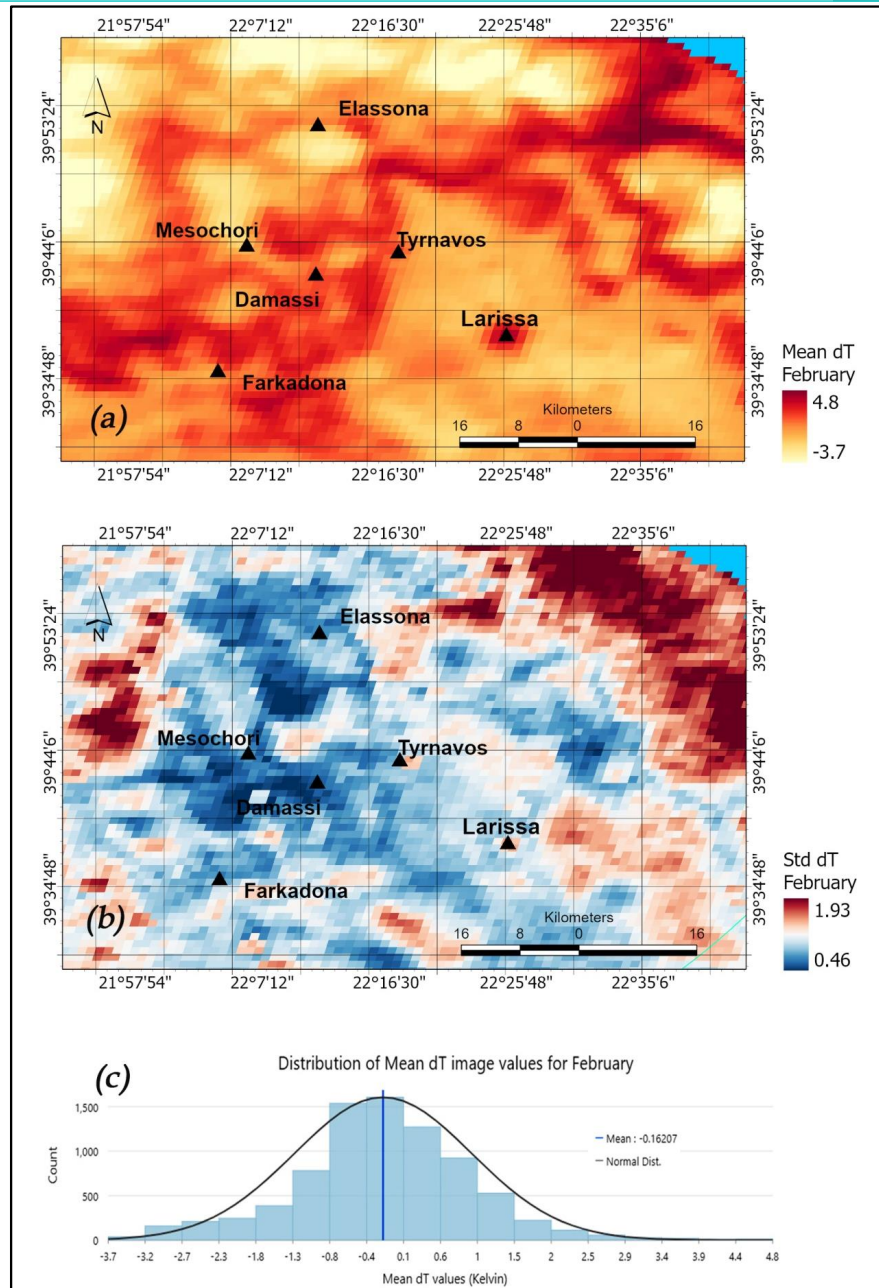 21°57'54" 22°7'12" 22°16'30" 22°25'48" 22°35'6"
N
Elassona
39°53'24" 39°53'24"
Mesochori
Tyrnavos
39°44'6" 39°44'6"
Damassi
Larissa
Mean dT
February
4.8
-3.7
39°34'48" 39°34'48"
Farkadona
(a)
Kilometers
16 8 0 16
21°57'54" 22°7'12" 22°16'30" 22°25'48" 22°35'6"
21°57'54" 22°7'12" 22°16'30" 22°25'48" 22°35'6"
N
Elassona
39°53'24" 39°53'24"
Mesochori
Tyrnavos
39°44'6" 39°44'6"
Damassi
Larissa
Std dT
February
1.93
0.46
39°34'48" 39°34'48"
Farkadona
(b)
Kilometers
16 8 0 16
21°57'54" 22°7'12" 22°16'30" 22°25'48" 22°35'6"
(c)
Distribution of Mean dT image values for February
1,500
Mean : -0.16207
Normal Dist.
1,000
Count
500
0
-3.7 -3.2 -2.7 -2.3 -1.8 -1.3 -0.8 -0.4 0.1 0.6 1 1.5 2 2.5 2.9 3.4 3.9 4.4 4.8
Mean dT values (Kelvin)